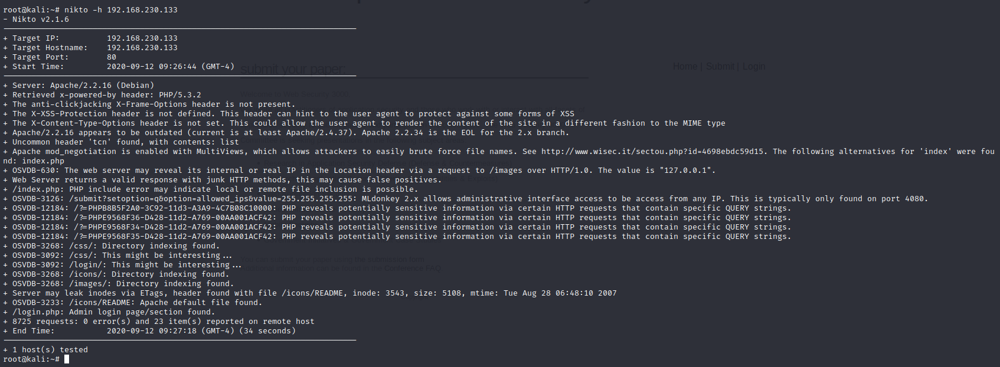 root@kali:~# nikto -h 192.168.230.133
- Nikto v2.1.6
---------------------------------------------------------------------------
+ Target IP:          192.168.230.133
+ Target Hostname:    192.168.230.133
+ Target Port:        80
+ Start Time:         2020-09-12 09:26:44 (GMT-4)
submit your paper:
Home | Submit | Login
---------------------------------------------------------------------------
+ Server: Apache/2.2.16 (Debian)
+ Retrieved x-powered-by header: PHP/5.3.2
+ The anti-clickjacking X-Frame-Options header is not present.
+ The X-XSS-Protection header is not defined. This header can hint to the user agent to protect against some forms of XSS
+ The X-Content-Type-Options header is not set. This could allow the user agent to render the content of the site in a different fashion to the MIME type
+ Apache/2.2.16 appears to be outdated (current is at least Apache/2.4.37). Apache 2.2.34 is the EOL for the 2.x branch.
+ Uncommon header 'tcn' found, with contents: list
+ Apache mod_negotiation is enabled with MultiViews, which allows attackers to easily brute force file names. See http://www.wisec.it/sectou.php?id=4698ebdc59d15. The following alternatives for 'index' were fou
nd: index.php
+ OSVDB-630: The web server may reveal its internal or real IP in the Location header via a request to /images over HTTP/1.0. The value is "127.0.0.1".
+ Web Server returns a valid response with junk HTTP methods, this may cause false positives.
+ /index.php: PHP include error may indicate local or remote file inclusion is possible.
+ OSVDB-3126: /submit?setoption=q&option=allowed_ips&value=255.255.255.255: MLdonkey 2.x allows administrative interface access to be access from any IP. This is typically only found on port 4080.
+ OSVDB-12184: /?=PHPB8B5F2A0-3C92-11d3-A3A9-4C7B08C10000: PHP reveals potentially sensitive information via certain HTTP requests that contain specific QUERY strings.
+ OSVDB-12184: /?=PHPE9568F36-D428-11d2-A769-00AA001ACF42: PHP reveals potentially sensitive information via certain HTTP requests that contain specific QUERY strings.
+ OSVDB-12184: /?=PHPE9568F34-D428-11d2-A769-00AA001ACF42: PHP reveals potentially sensitive information via certain HTTP requests that contain specific QUERY strings.
+ OSVDB-12184: /?=PHPE9568F35-D428-11d2-A769-00AA001ACF42: PHP reveals potentially sensitive information via certain HTTP requests that contain specific QUERY strings.
+ OSVDB-3268: /css/: Directory indexing found.
+ OSVDB-3092: /css/: This might be interesting...
+ OSVDB-3092: /login/: This might be interesting...
+ OSVDB-3268: /icons/: Directory indexing found.
+ OSVDB-3268: /images/: Directory indexing found.
+ Server may leak inodes via ETags, header found with file /icons/README, inode: 3543, size: 5108, mtime: Tue Aug 28 06:48:10 2007
+ OSVDB-3233: /icons/README: Apache default file found.
+ /login.php: Admin login page/section found.
+ 8725 requests: 0 error(s) and 23 item(s) reported on remote host
+ End Time:           2020-09-12 09:27:18 (GMT-4) (34 seconds)
---------------------------------------------------------------------------
+ 1 host(s) tested
root@kali:~#